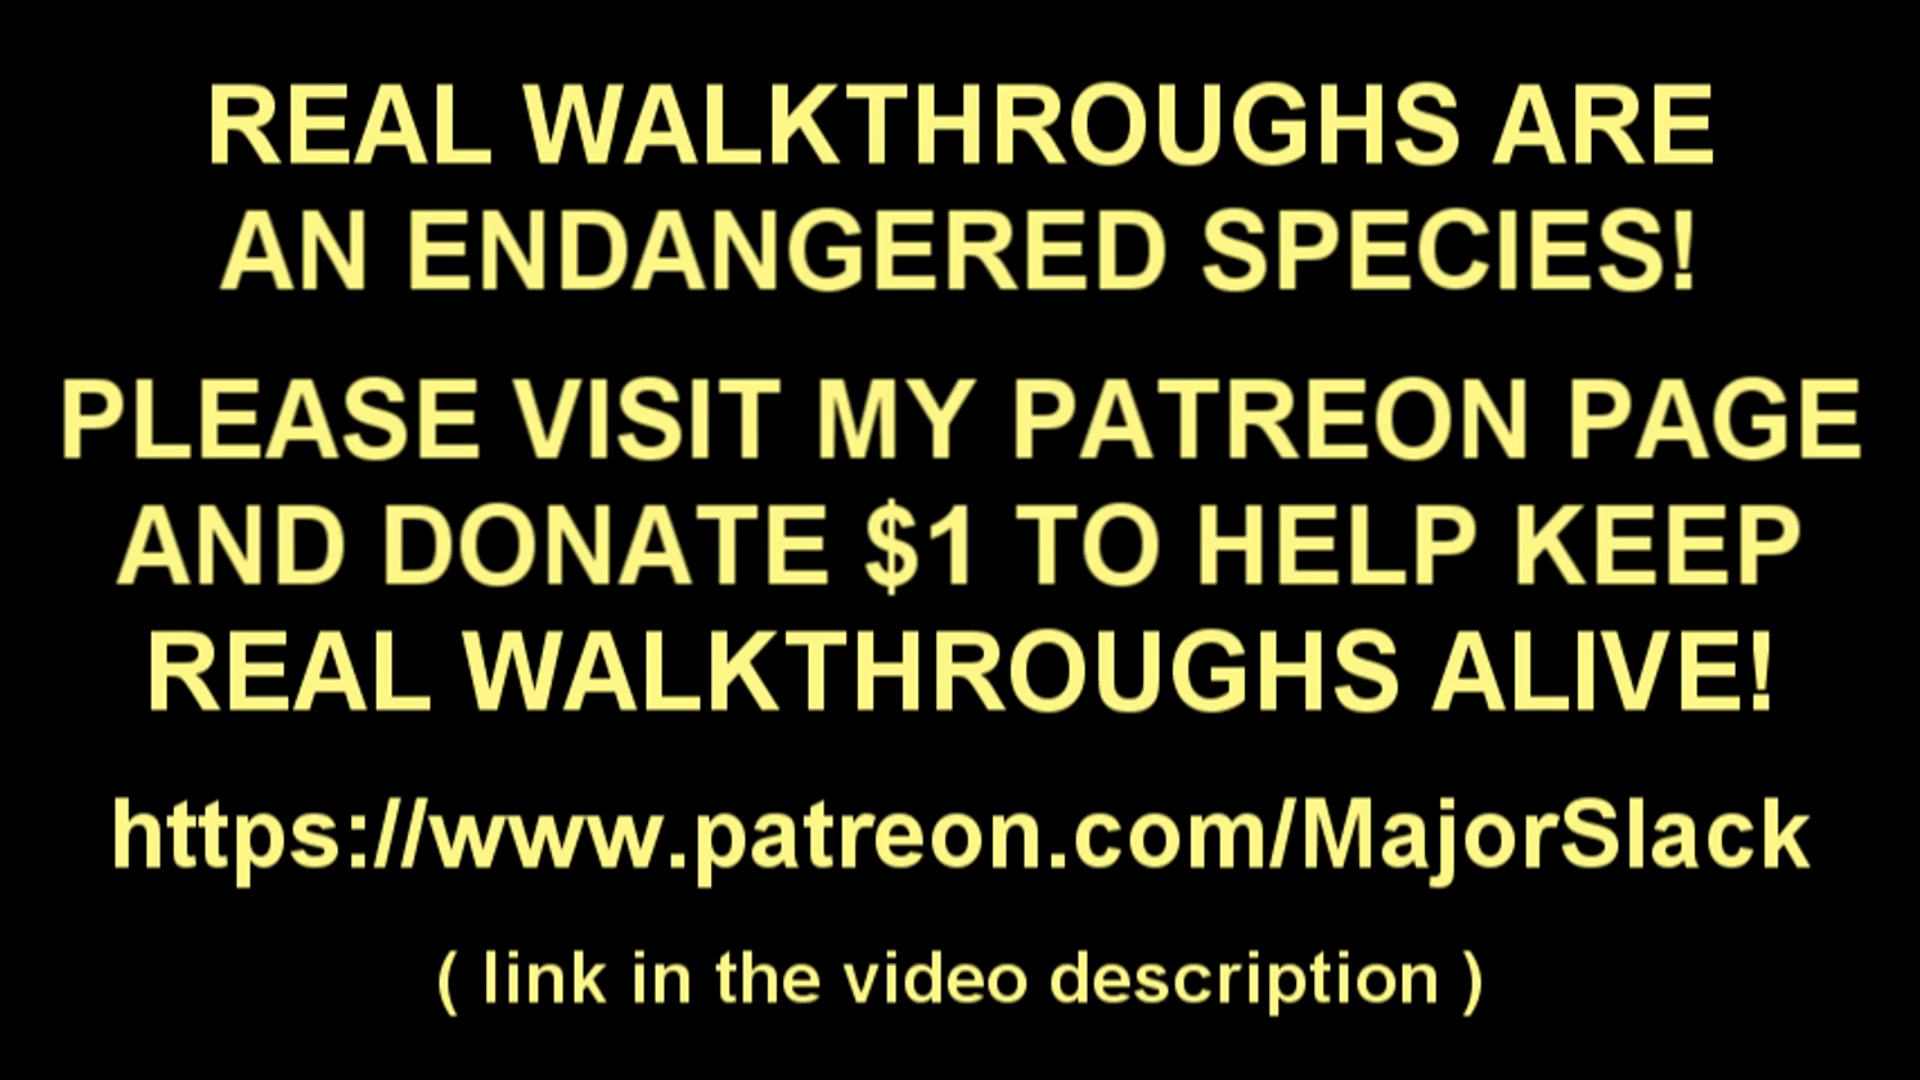 REAL WALKTHROUGHS ARE
AN ENDANGERED SPECIES!
PLEASE VISIT MY PATREON PAGE
AND DONATE $1 TO HELP KEEP
REAL WALKTHROUGHS ALIVE!
https://www.patreon.com/MajorSlack
( link in the video description )